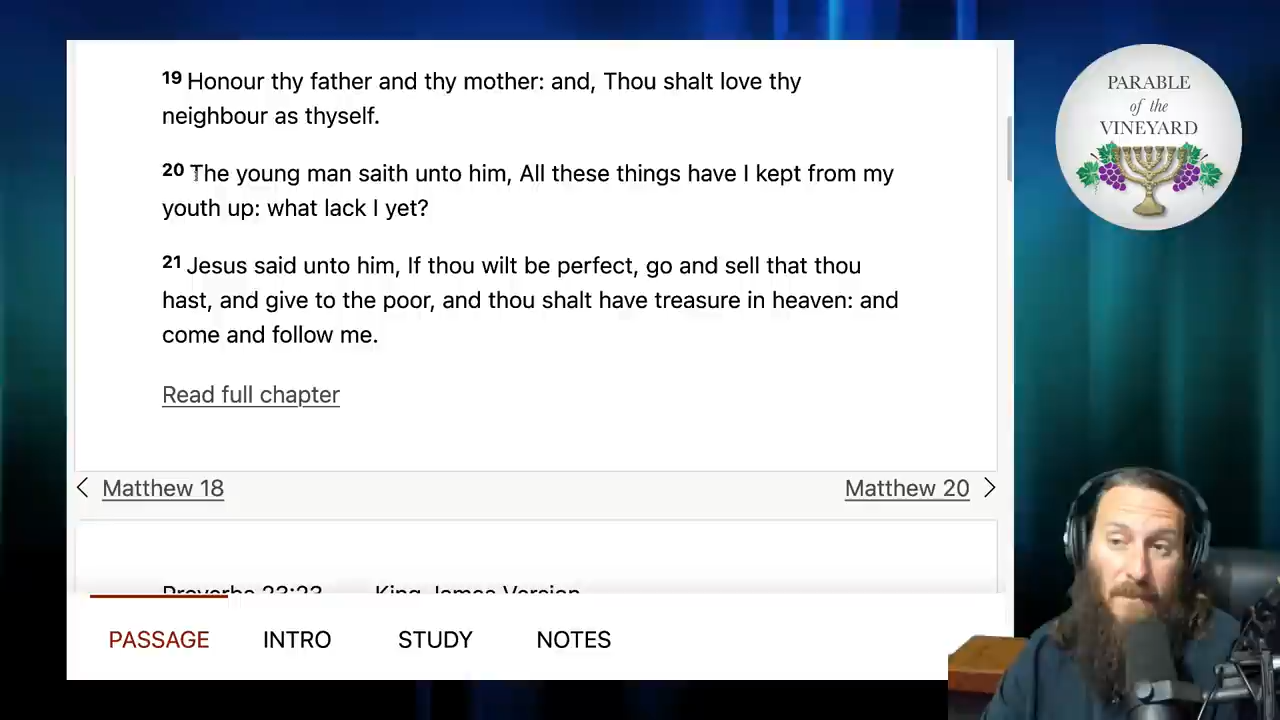 19 Honour thy father and thy mother: and, Thou shalt love thy
neighbour as thyself.
20 The young man saith unto him, All these things have I kept from my
youth up: what lack I yet?
21 Jesus said unto him, If thou wilt be perfect, go and sell that thou
hast, and give to the poor, and thou shalt have treasure in heaven: and
come and follow me.
Read full chapter
Matthew 18
Matthew 20
Proverbs 23:23 King James Version
PASSAGE INTRO STUDY NOTES
PARABLE
of the
VINEYARD